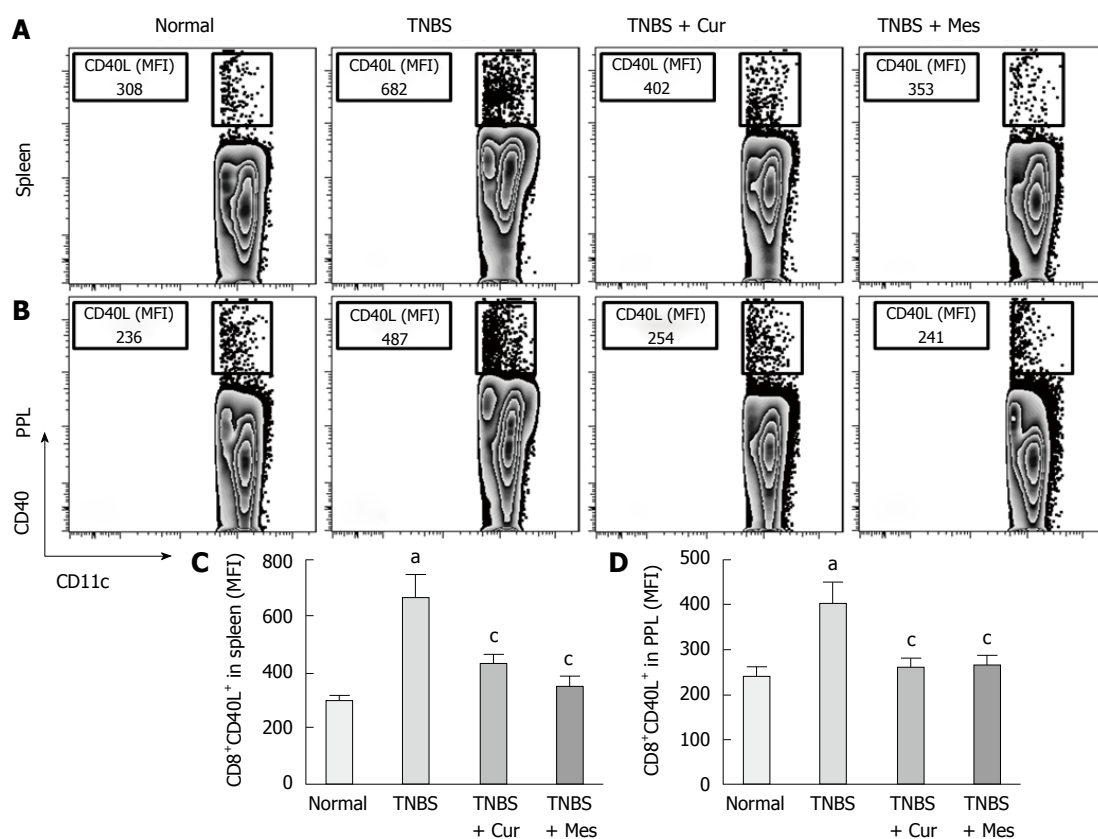 A
Normal
TNBS
TNBS + Cur
TNBS + Mes
Spleen
CD40L (MFI)
308
CD40L (MFI)
682
CD40L (MFI)
402
CD40L (MFI)
353
B
PPL
CD40L (MFI)
236
CD40L (MFI)
487
CD40L (MFI)
254
CD40L (MFI)
241
CD40
CD11c
C
CD8⁺CD40L⁺ in spleen (MFI)
800
600
400
300
200
0
a
c
c
Normal
TNBS
TNBS
+ Cur
TNBS
+ Mes
D
CD8⁺CD40L⁺ in PPL (MFI)
500
400
300
200
100
0
a
c
c
Normal
TNBS
TNBS
+ Cur
TNBS
+ Mes